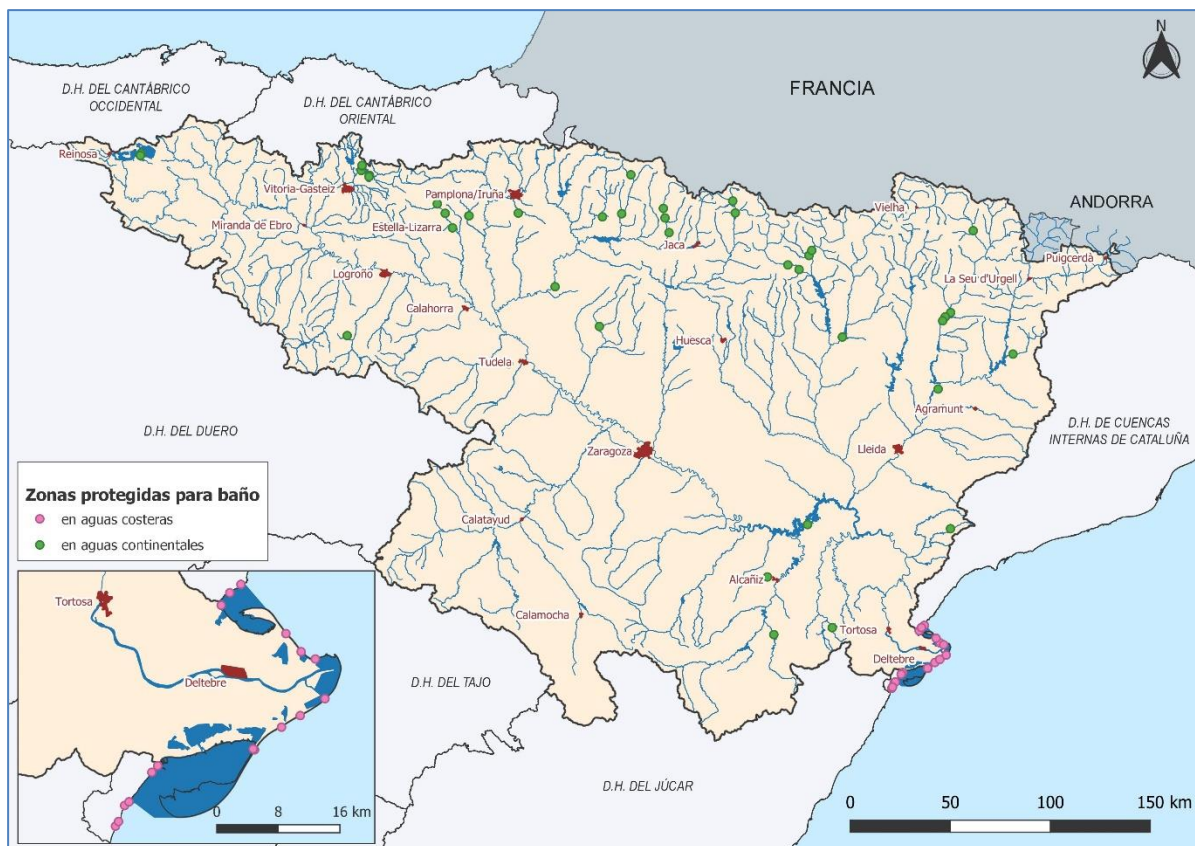 N
FRANCIA
D.H. DEL CANTÁBRICO
OCCIDENTAL
D.H. DEL CANTÁBRICO
ORIENTAL
Reinosa
Vitoria-Gasteiz
Pamplona/Iruña
Vielha
ANDORRA
Miranda de Ebro
Estella-Lizarra
Jaca
Puigcerdà
La Seu d'Urgell
Logroño
Calahorra
Huesca
Tudela
Agramunt
D.H. DE CUENCAS
INTERNAS DE CATALUÑA
D.H. DEL DUERO
Zaragoza
Lleida
Zonas protegidas para baño
en aguas costeras
en aguas continentales
Calatayud
Alcañiz
Calamocha
Tortosa
Deltebre
Tortosa
Deltebre
D.H. DEL TAJO
D.H. DEL JÚCAR
0 8 16 km
0 50 100 150 km